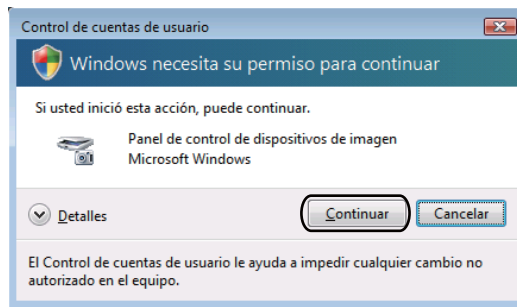 Control de cuentas de usuario
Windows necesita su permiso para continuar
Si usted inició esta acción, puede continuar.
Panel de control de dispositivos de imagen
Microsoft Windows
Detalles
Continuar
Cancelar
El Control de cuentas de usuario le ayuda a impedir cualquier cambio no
autorizado en el equipo.